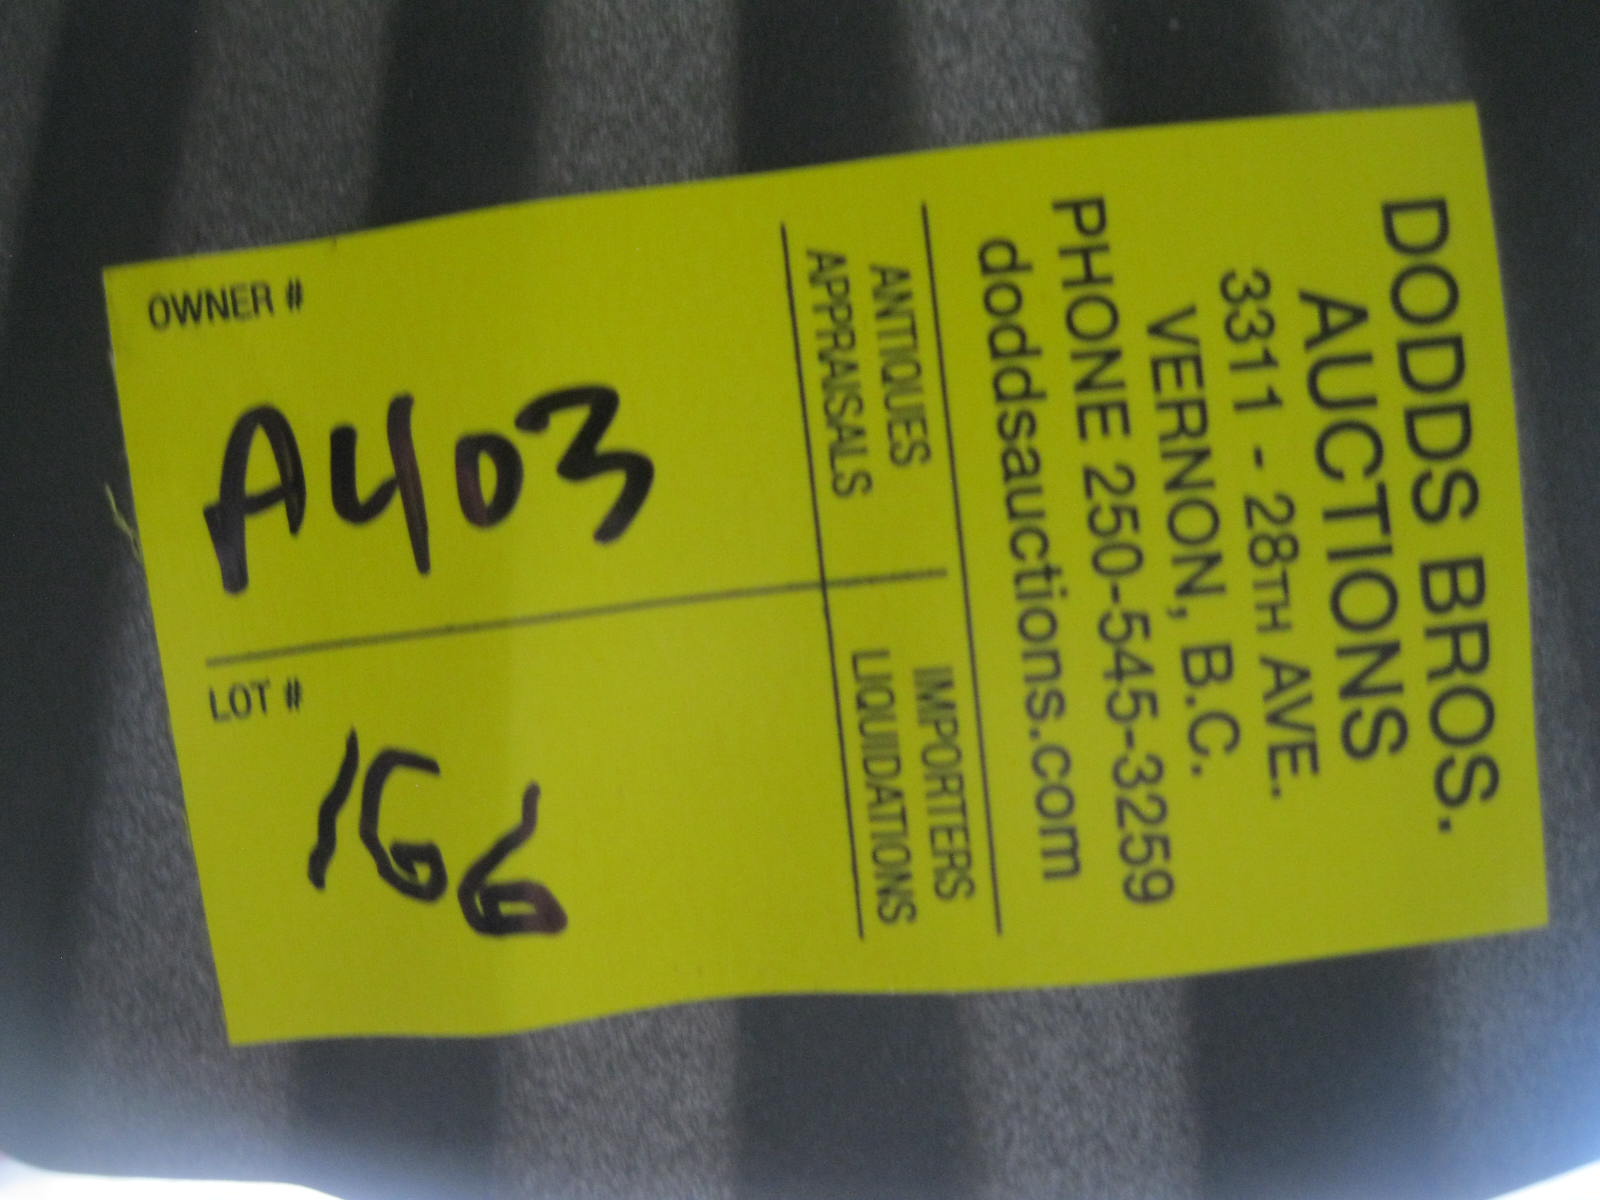 DODDS BROS.
AUCTIONS
3311 - 28TH AVE.
VERNON, B.C.
PHONE 250-545-3259
doddsauctions.com
ANTIQUES IMPORTERS
APPRAISALS LIQUIDATIONS
OWNER #
A403
LOT #
166